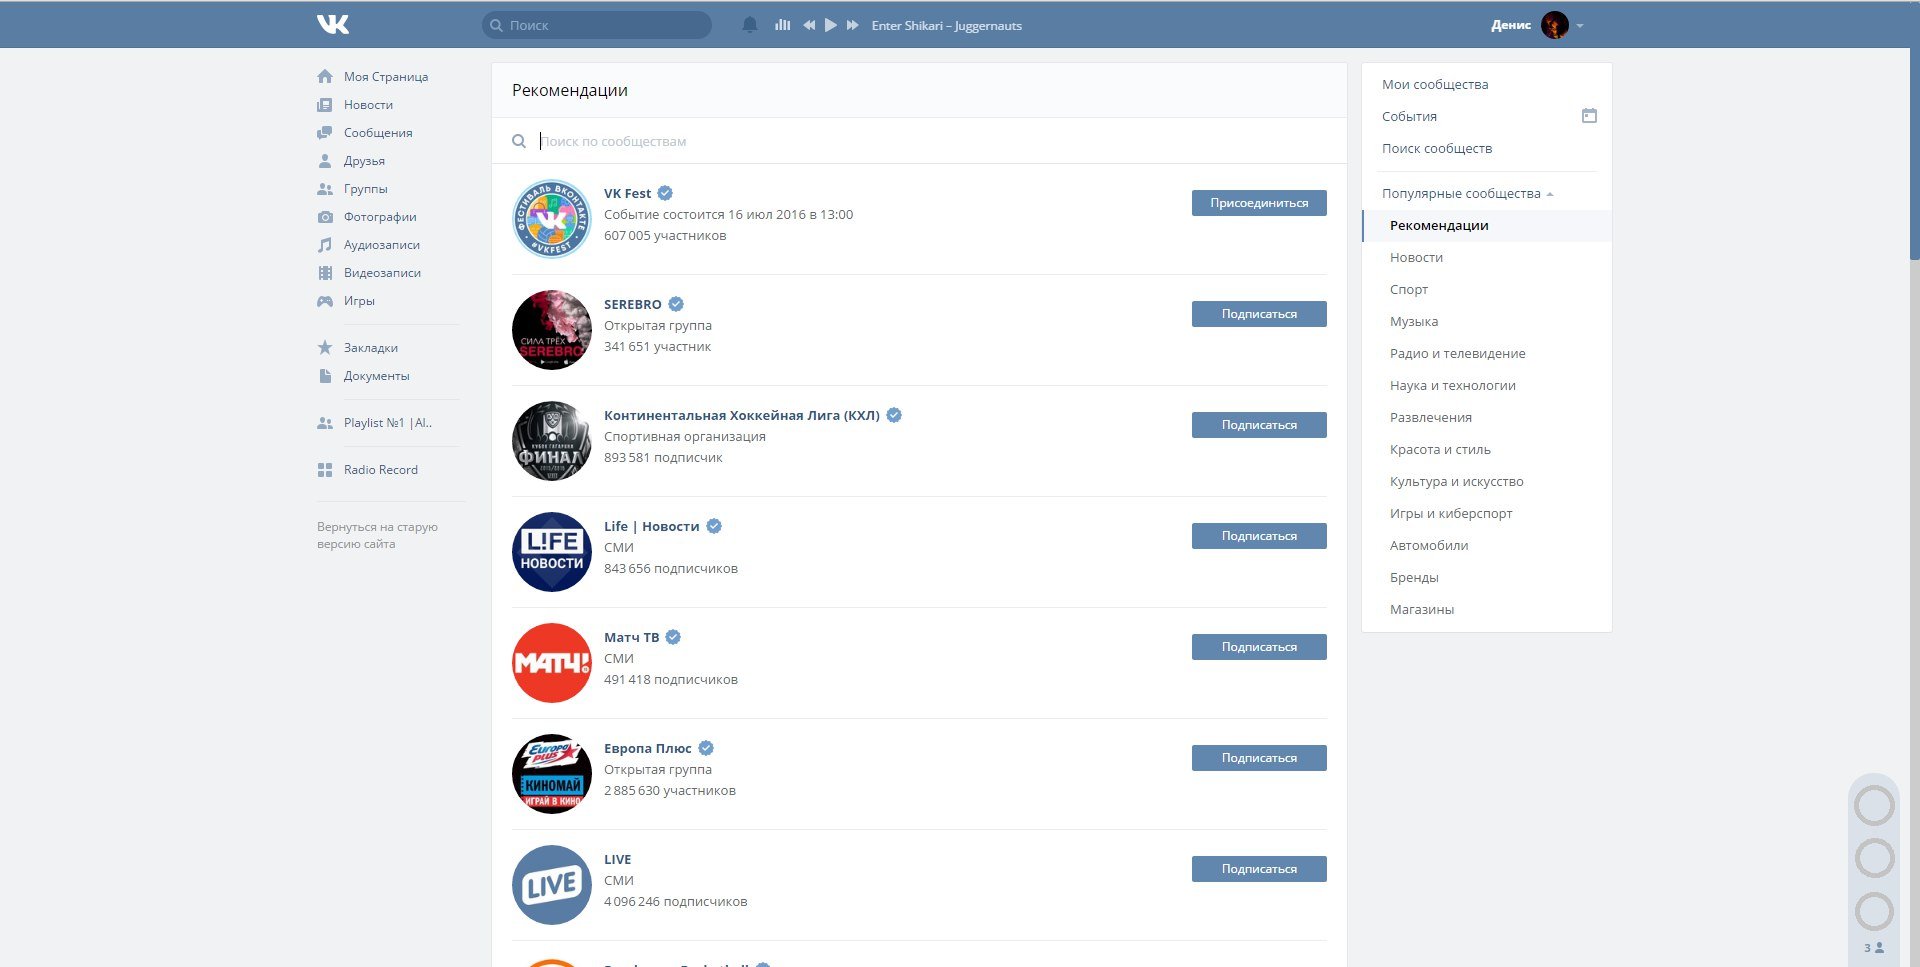 Поиск
Enter Shikari – Juggernauts
Денис
Моя Страница
Новости
Сообщения
Друзья
Группы
Фотографии
Аудиозаписи
Видеозаписи
Игры
Закладки
Документы
Playlist №1 |Al..
Radio Record
Вернуться на старую
версию сайта
Рекомендации
Поиск по сообществам
ФЕСТИВАЛЬ ВКОНТАКТЕ
#VKFEST
VK Fest
Событие состоится 16 июл 2016 в 13:00
607 005 участников
Присоединиться
СИЛА ТРЁХ
SEREBRO
SEREBRO
Открытая группа
341 651 участник
Подписаться
КУБОК ГАГАРИНА
ФИНАЛ
2015/2016
Континентальная Хоккейная Лига (КХЛ)
Спортивная организация
893 581 подписчик
Подписаться
L!FE
НОВОСТИ
Life | Новости
СМИ
843 656 подписчиков
Подписаться
МАТЧ!
Матч ТВ
СМИ
491 418 подписчиков
Подписаться
Europa
PLUS
КИНОМАЙ
ИГРАЙ В КИНО
Европа Плюс
Открытая группа
2 885 630 участников
Подписаться
LIVE
LIVE
СМИ
4 096 246 подписчиков
Подписаться
Мои сообщества
События
Поиск сообществ
Популярные сообщества
Рекомендации
Новости
Спорт
Музыка
Радио и телевидение
Наука и технологии
Развлечения
Красота и стиль
Культура и искусство
Игры и киберспорт
Автомобили
Бренды
Магазины
3